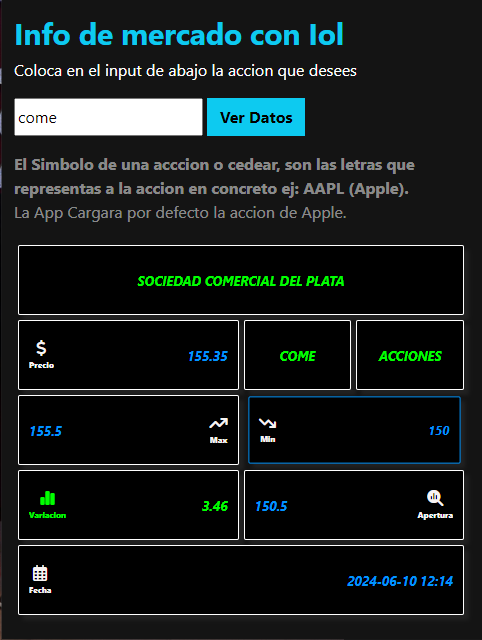 Info de mercado con Iol
Coloca en el input de abajo la accion que desees
come
Ver Datos
El Simbolo de una acccion o cedear, son las letras que
representas a la accion en concreto ej: AAPL (Apple).
La App Cargara por defecto la accion de Apple.
SOCIEDAD COMERCIAL DEL PLATA
Precio
155.35
COME
ACCIONES
155.5
Max
Min
150
Variacion
3.46
150.5
Apertura
Fecha
2024-06-10 12:14